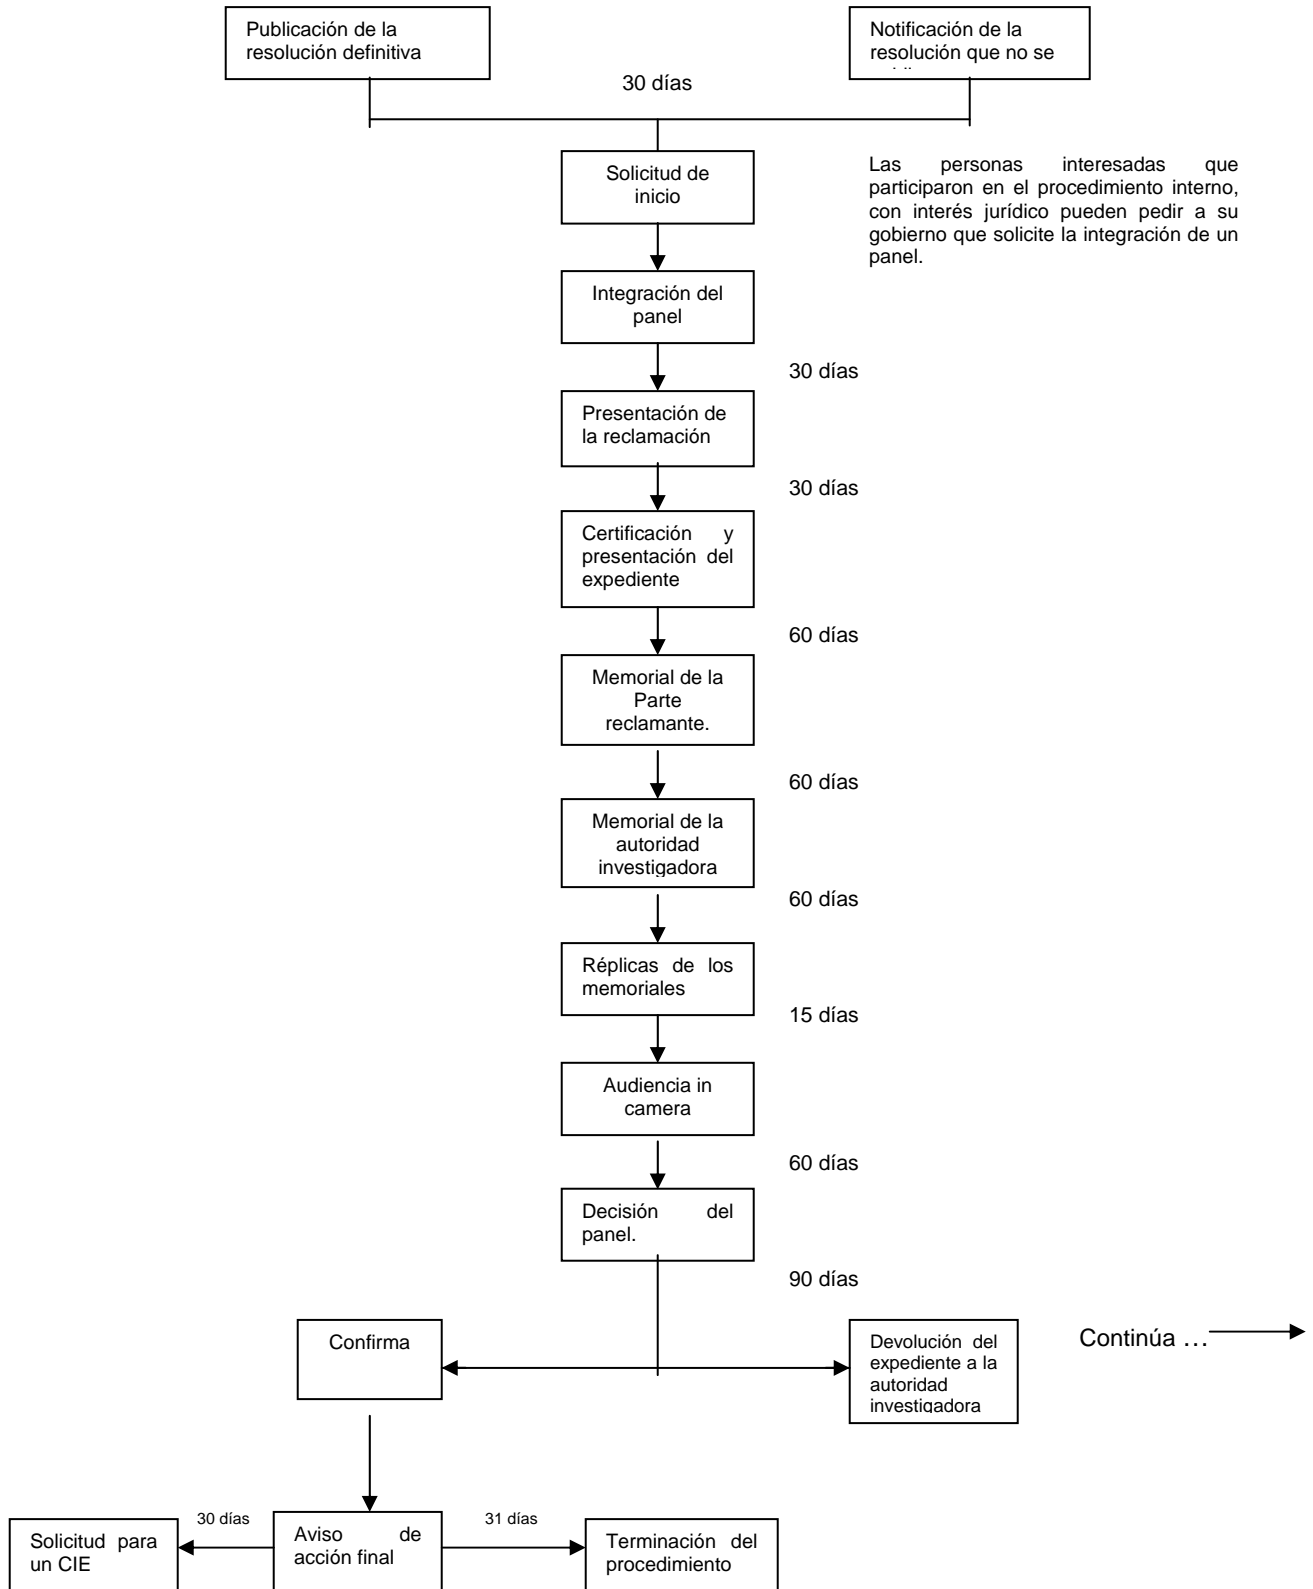 Publicación de la
resolución definitiva
Notificación de la
resolución que no se
30 días
Solicitud de
inicio
Las personas interesadas que
participaron en el procedimiento interno,
con interés jurídico pueden pedir a su
gobierno que solicite la integración de un
panel.
Integración del
panel
30 días
Presentación de
la reclamación
30 días
Certificación y
presentación del
expediente
60 días
Memorial de la
Parte
reclamante.
60 días
Memorial de la
autoridad
investigadora
60 días
Réplicas de los
memoriales
15 días
Audiencia in
camera
60 días
Decisión del
panel.
90 días
Confirma
Devolución del
expediente a la
autoridad
investigadora
Continúa ...
Solicitud para
un CIE
30 días
Aviso de
acción final
31 días
Terminación del
procedimiento